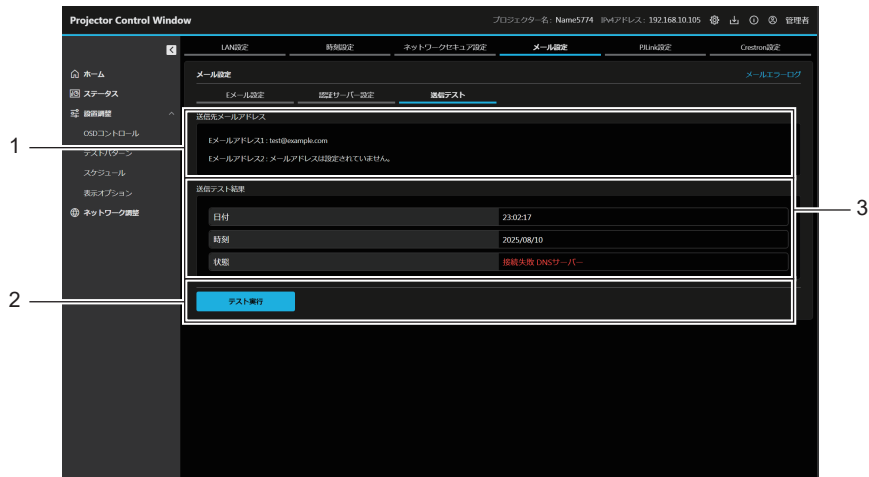 Projector Control Window
プロジェクター名: Name5774 IPv4アドレス: 192.168.10.105 管理者
LAN設定 時刻設定 ネットワークセキュア設定 メール設定 PJLink設定 Crestron設定
ホーム
ステータス
設置調整
OSDコントロール
テストパターン
スケジュール
表示オプション
ネットワーク調整
メール設定 メールエラーログ
Eメール設定 認証サーバー設定 送信テスト
送信先メールアドレス
Eメールアドレス1 : test@example.com
Eメールアドレス2 : メールアドレスは設定されていません。
送信テスト結果
日付 23:02:17
時刻 2025/08/10
状態 接続失敗 DNSサーバー
テスト実行
1
2
3